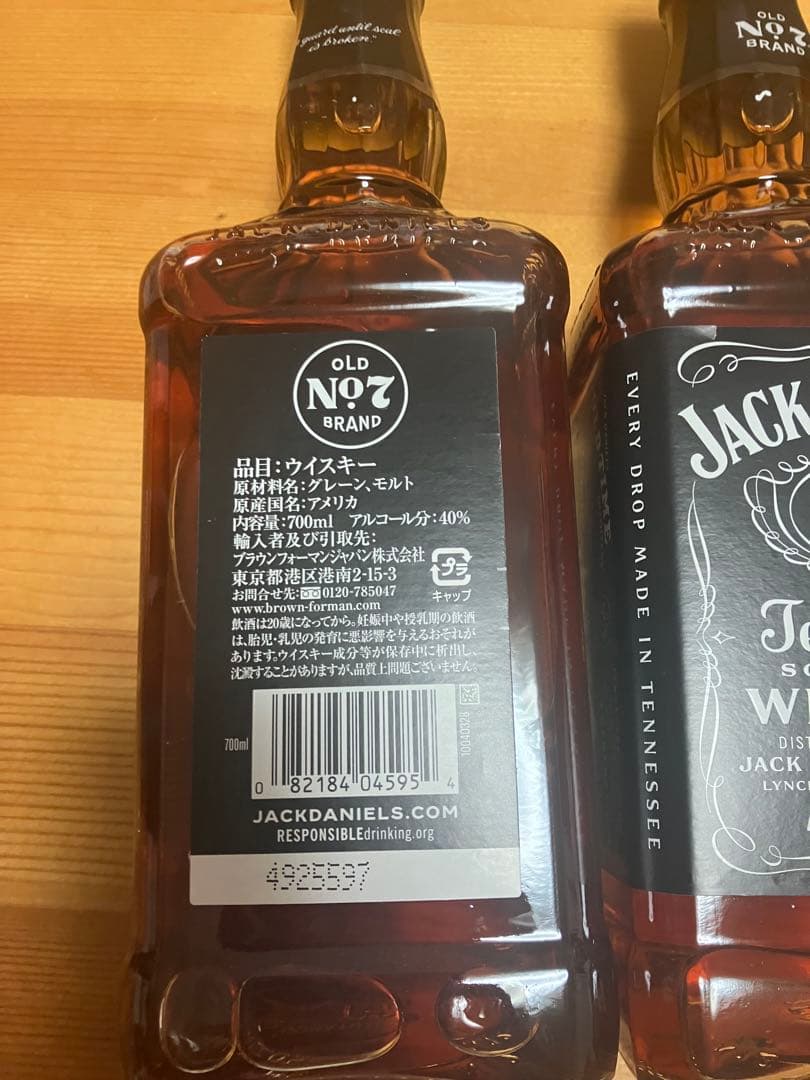 guard until seal
is broken."
OLD
No.7
BRAND
JACK DANIEL'S
OLD
No.7
BRAND
品目：ウイスキー
原材料名：グレーン、モルト
原産国名：アメリカ
内容量：700ml アルコール分：40%
輸入者及び引取先：
ブラウンフォーマンジャパン株式会社
東京都港区港南2-15-3
プラ
キャップ
お問合せ先：0120-785047
www.brown-forman.com
飲酒は20歳になってから。妊娠中や授乳期の飲酒
は、胎児・乳児の発育に悪影響を与えるおそれが
あります。ウイスキー成分等が保存中に析出し、
沈澱することがありますが、品質上問題ございません。
700ml
10040328
0 82184 04595 4
JACKDANIELS.COM
RESPONSIBLEdrinking.org
4925597
EVERY DROP MADE IN TENNESSEE
JACK
DIST
JACK
LYNC